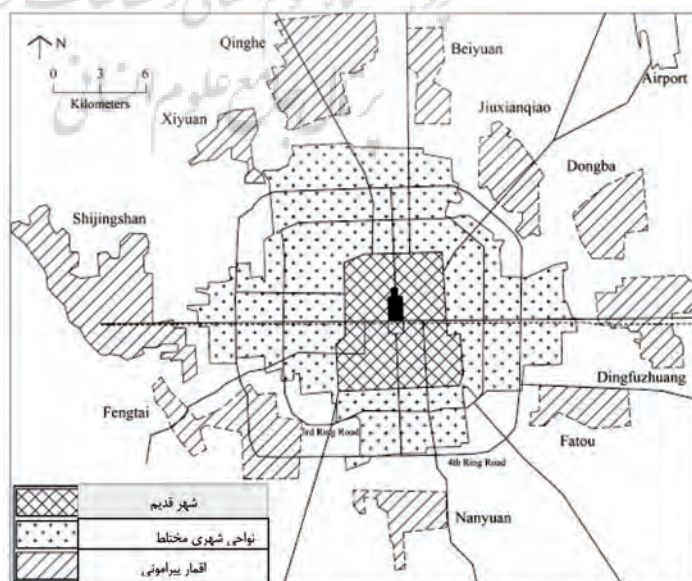 N
0 3 6
Kilometers
Qinghe
Beiyuan
Airport
Xiyuan
Jiuxianqiao
Dongba
Shijingshan
Dingfuzhuang
Fengtai
3rd Ring Road
4th Ring Road
Fatou
Nanyuan
شهر قدیم
نواحی شهری مختلط
اقمار پیرامونی